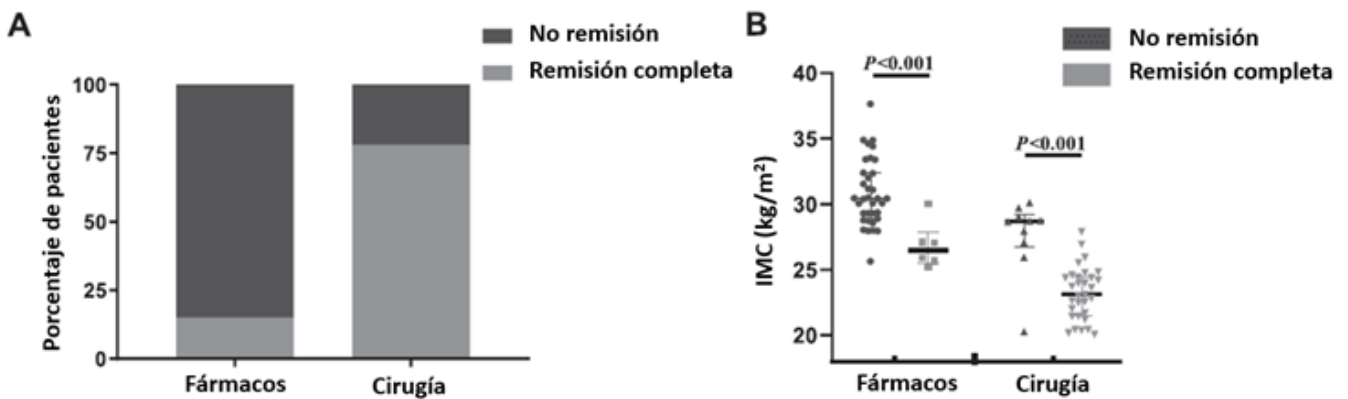 A
No remisión
Remisión completa
Porcentaje de pacientes
100
75
50
25
0
Fármacos
Cirugía
B
No remisión
Remisión completa
IMC (kg/m²)
40
35
30
25
20
P<0.001
P<0.001
Fármacos
Cirugía